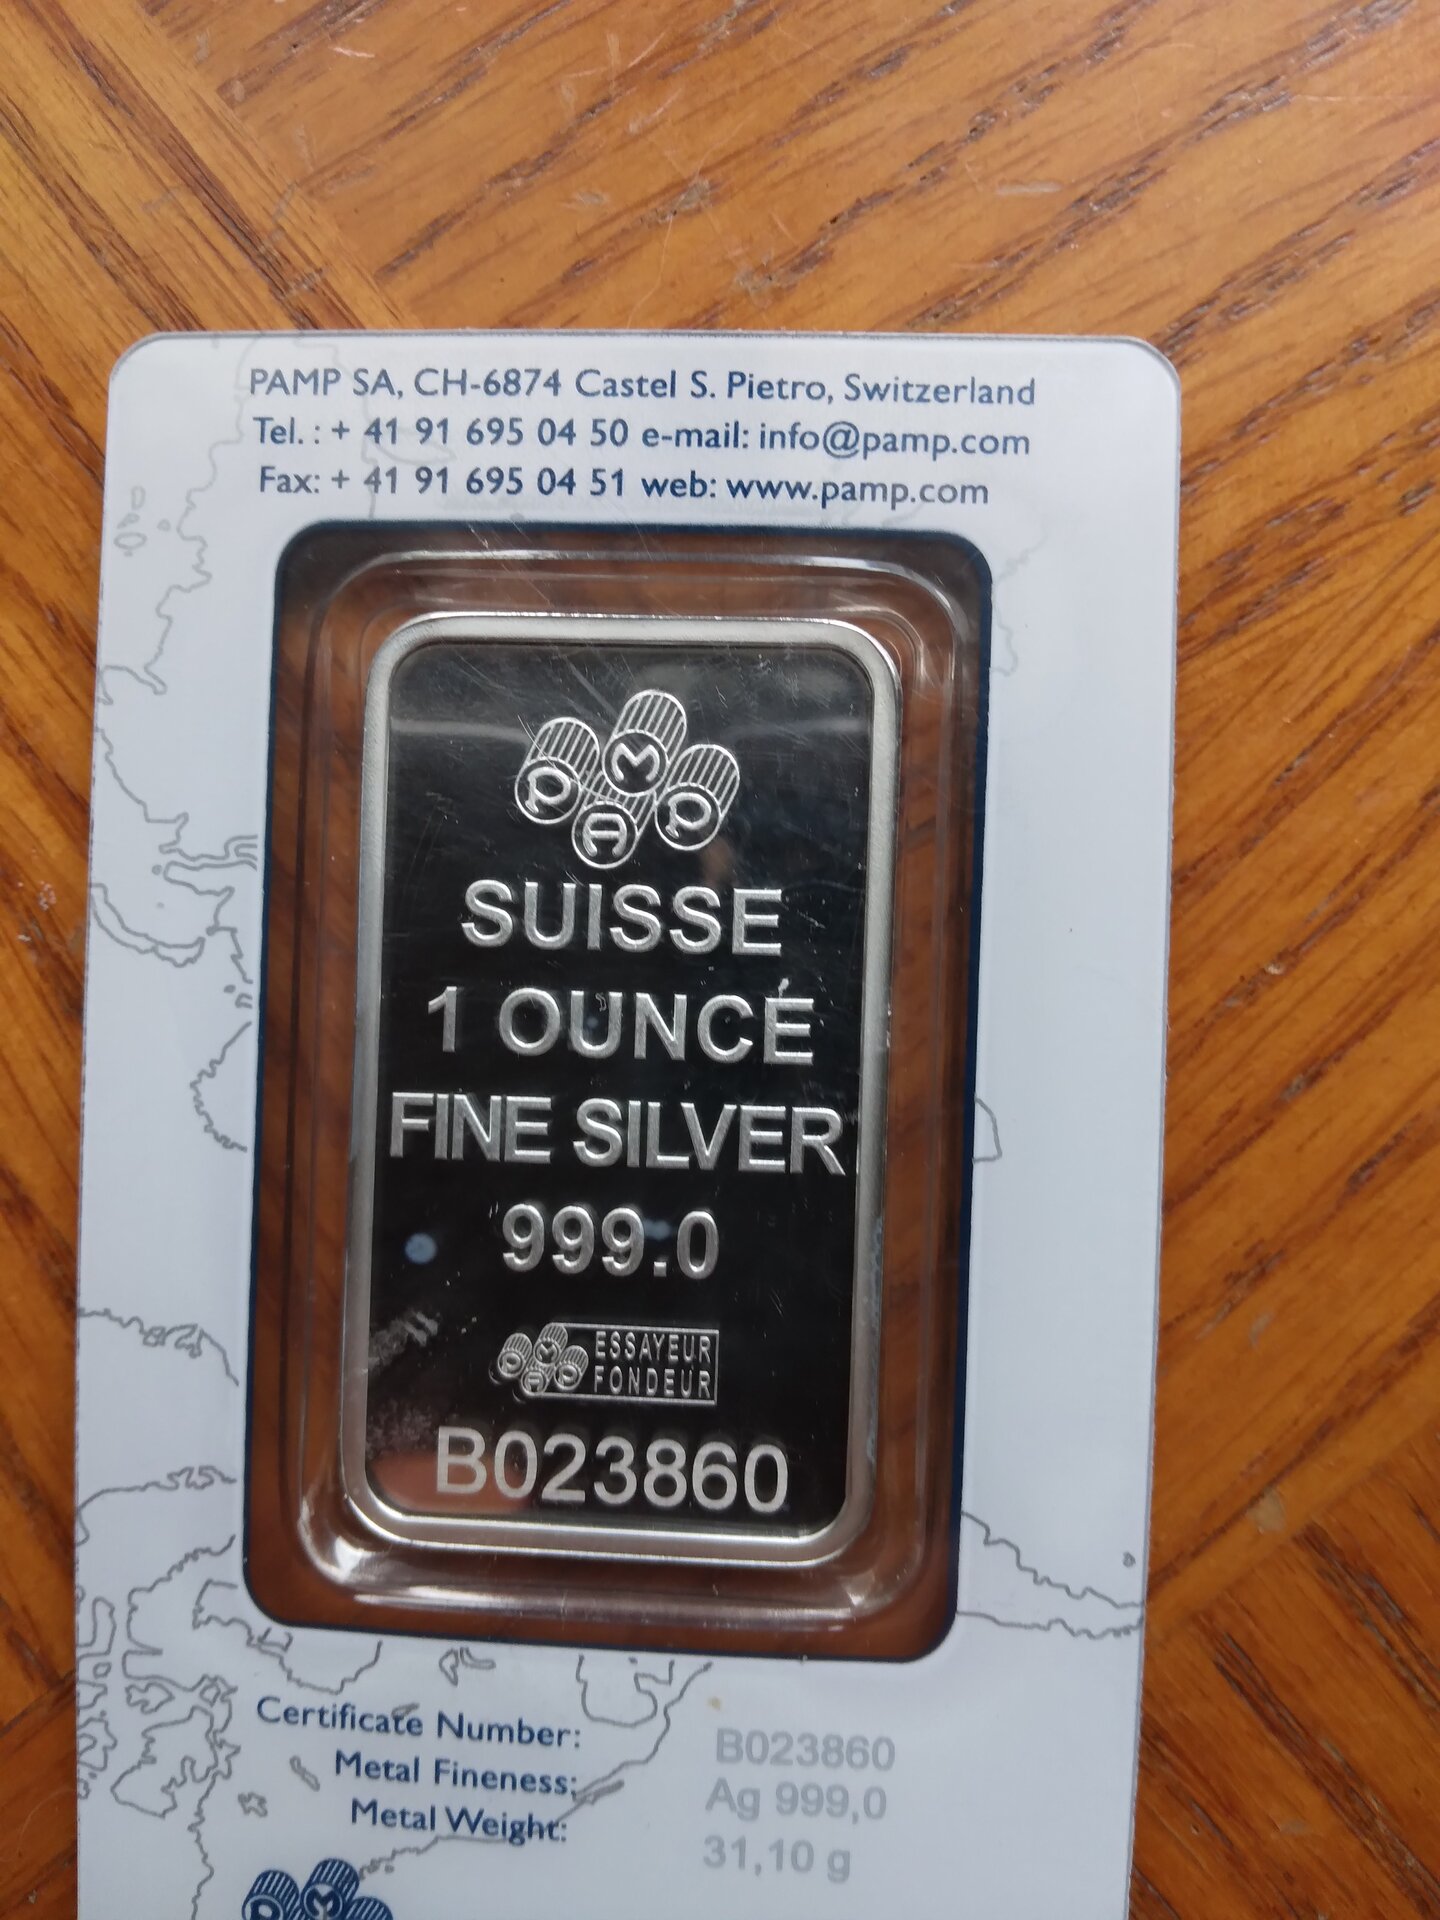 PAMP SA, CH-6874 Castel S. Pietro, Switzerland
Tel. : + 41 91 695 04 50 e-mail: info@pamp.com
Fax: + 41 91 695 04 51 web: www.pamp.com
PAMP
SUISSE
1 OUNCE
FINE SILVER
999.0
PAMP ESSAYEUR
FONDEUR
B023860
Certificate Number: B023860
Metal Fineness: Ag 999,0
Metal Weight: 31,10 g
P M